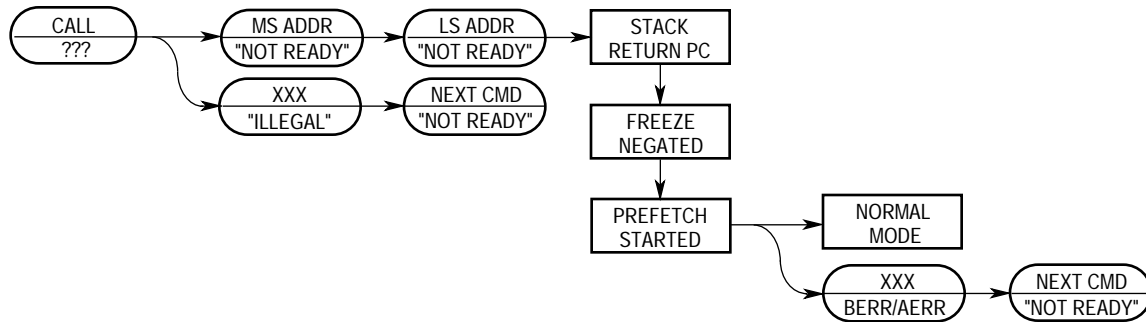 CALL
???
MS ADDR
"NOT READY"
LS ADDR
"NOT READY"
STACK
RETURN PC
XXX
"ILLEGAL"
NEXT CMD
"NOT READY"
FREEZE
NEGATED
PREFETCH
STARTED
NORMAL
MODE
XXX
BERR/AERR
NEXT CMD
"NOT READY"